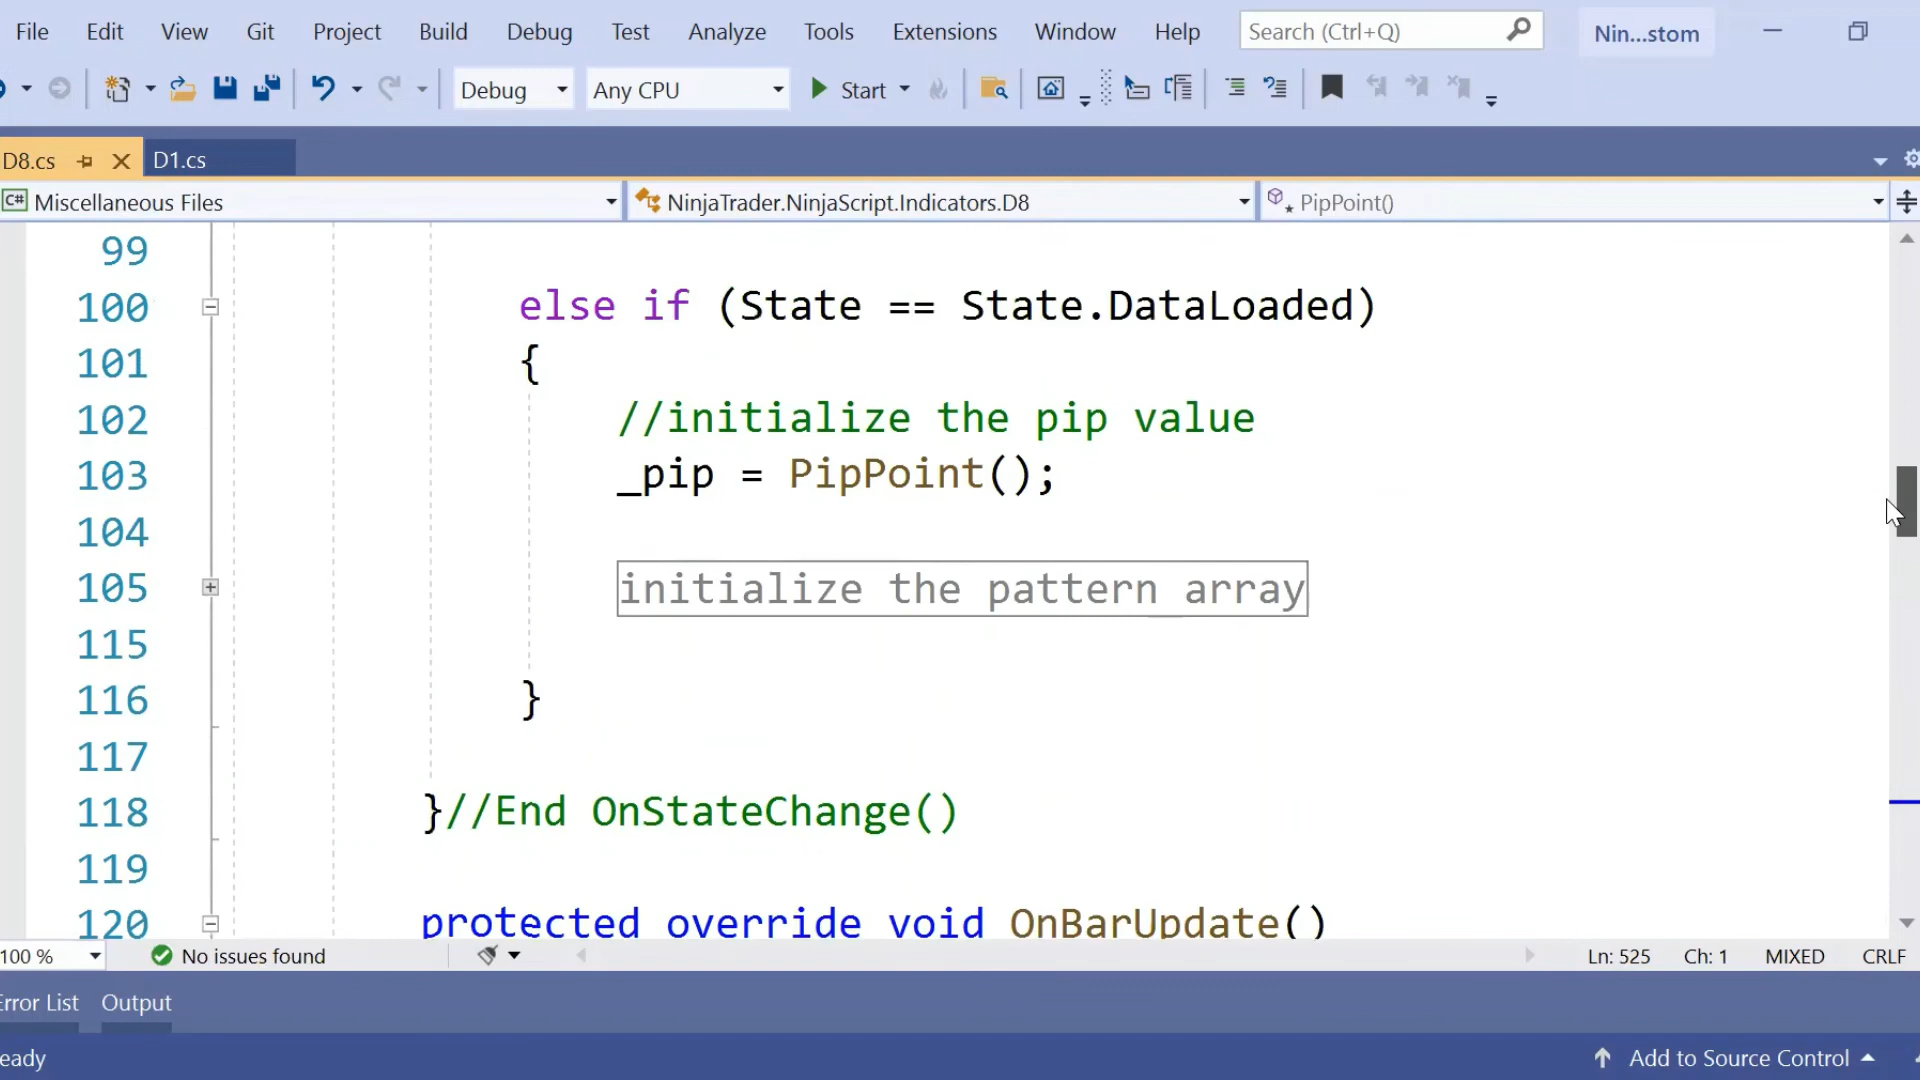 File Edit View Git Project Build Debug Test Analyze Tools Extensions Window Help Search (Ctrl+Q) Nin...stom
Debug Any CPU Start
D8.cs D1.cs
C# Miscellaneous Files NinjaTrader.NinjaScript.Indicators.D8 PipPoint()
99
100 else if (State == State.DataLoaded)
101 {
102 //initialize the pip value
103 _pip = PipPoint();
104
105 initialize the pattern array
115
116 }
117
118 }//End OnStateChange()
119
120 protected override void OnBarUpdate()
100 % No issues found Ln: 525 Ch: 1 MIXED CRLF
Error List Output
eady Add to Source Control